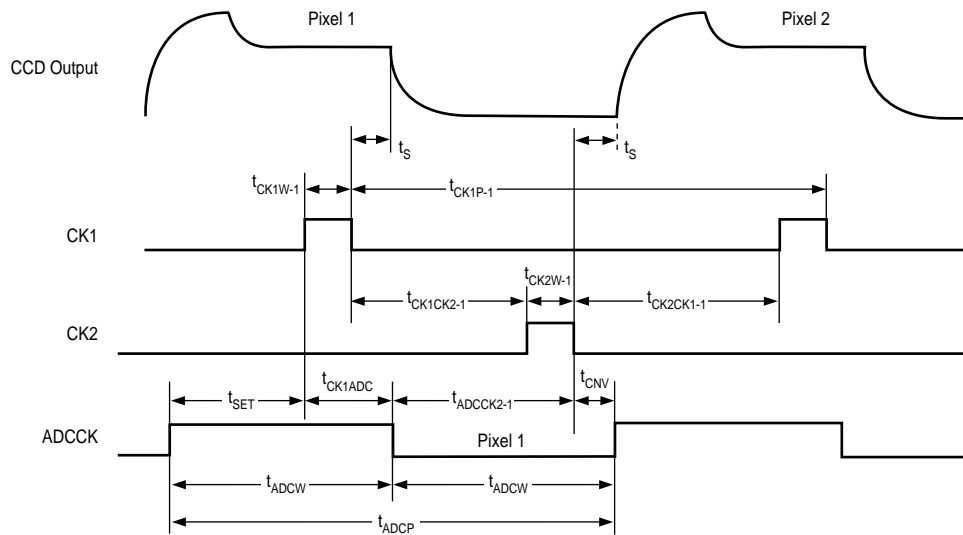 Pixel 1
Pixel 2
CCD Output
tS
tS
tCK1W-1
tCK1P-1
CK1
tCK2W-1
tCK1CK2-1
tCK2CK1-1
CK2
tCK1ADC
tCNV
tSET
tADCCK2-1
ADCCK
Pixel 1
tADCW
tADCW
tADCP